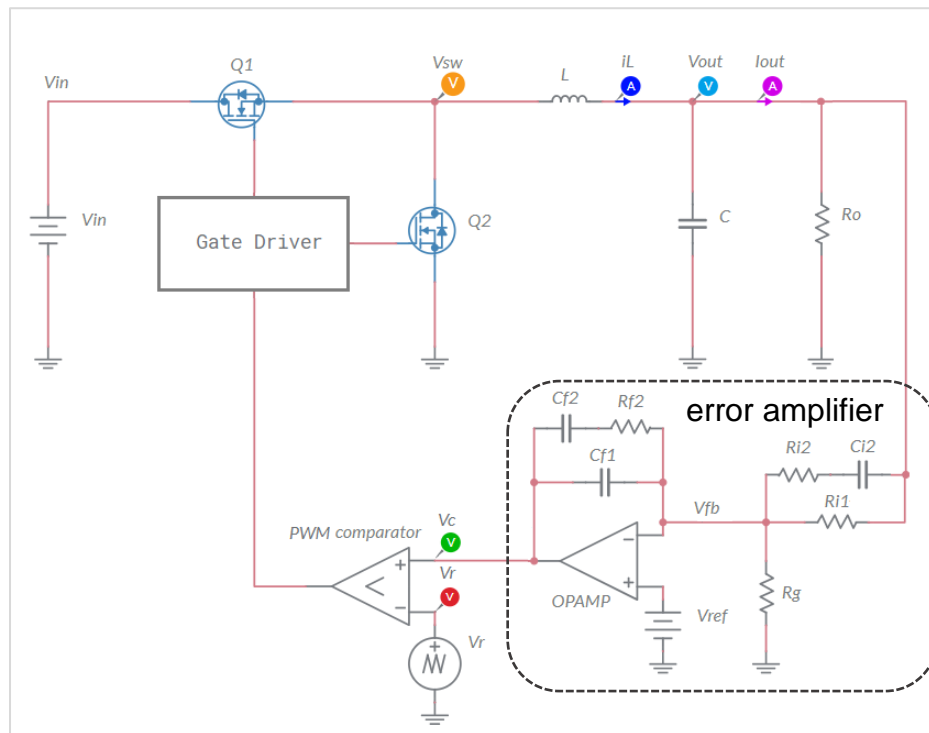 Vin
Q1
Vsw
V
L
iL
A
Vout
V
Iout
A
Vin
Gate Driver
Q2
C
Ro
error amplifier
Cf2
Rf2
Cf1
Ri2
Ci2
Ri1
Vfb
PWM comparator
Vc
V
Vr
V
<
+
−
OPAMP
−
+
Vref
Rg
Vr
+